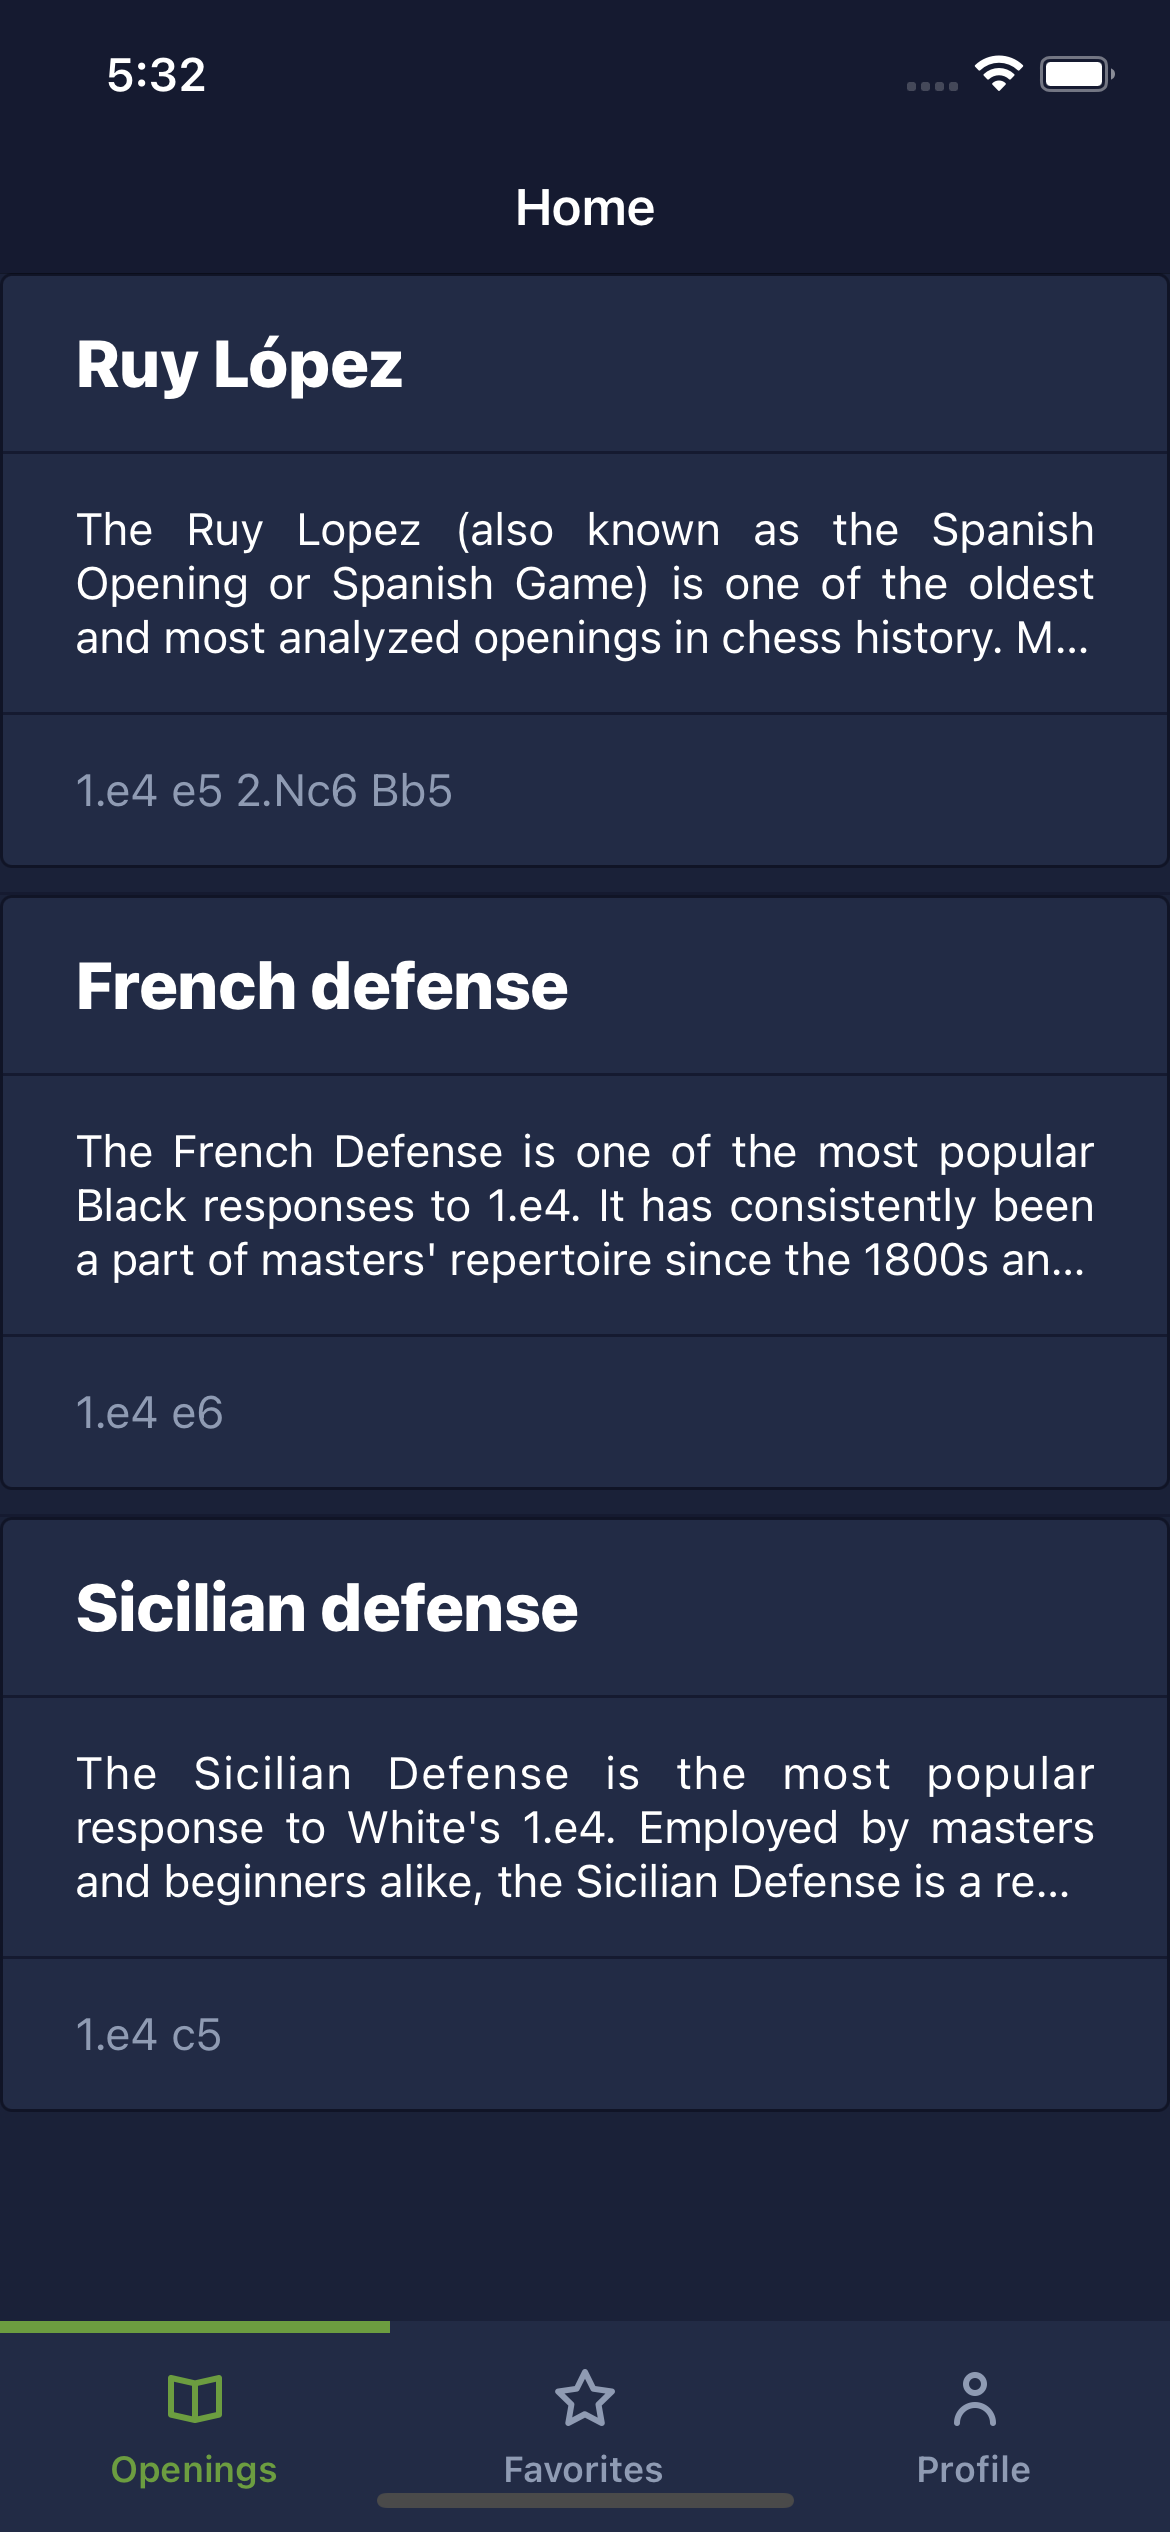 5:32
Home
Ruy López
The Ruy Lopez (also known as the Spanish
Opening or Spanish Game) is one of the oldest
and most analyzed openings in chess history. M...
1.e4 e5 2.Nc6 Bb5
French defense
The French Defense is one of the most popular
Black responses to 1.e4. It has consistently been
a part of masters' repertoire since the 1800s an...
1.e4 e6
Sicilian defense
The Sicilian Defense is the most popular
response to White's 1.e4. Employed by masters
and beginners alike, the Sicilian Defense is a re...
1.e4 c5
Openings
Favorites
Profile